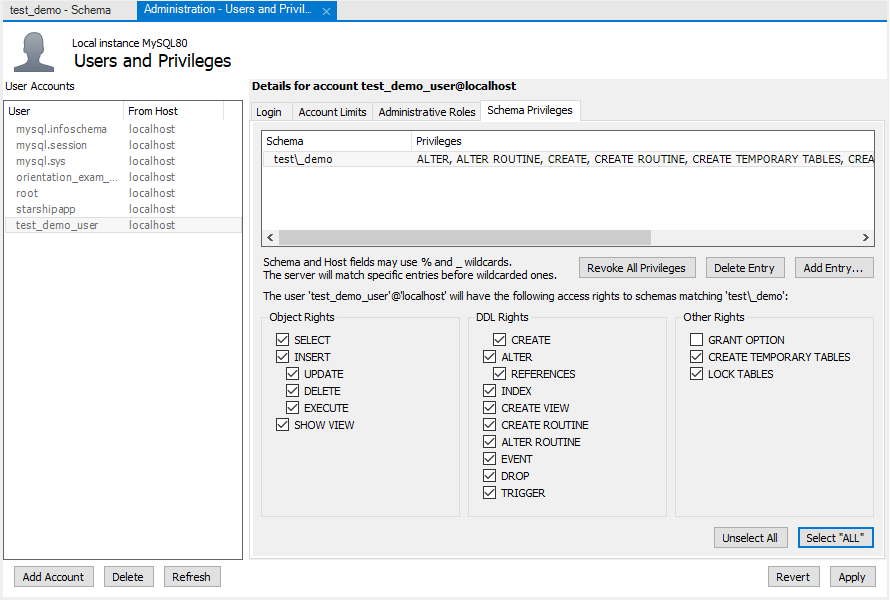 test_demo - Schema
Administration - Users and Privil...
Local instance MySQL80
Users and Privileges
User Accounts
User From Host
mysql.infoschema localhost
mysql.session localhost
mysql.sys localhost
orientation_exam_... localhost
root localhost
starshipapp localhost
test_demo_user localhost
Details for account test_demo_user@localhost
Login Account Limits Administrative Roles Schema Privileges
Schema Privileges
test\_demo ALTER, ALTER ROUTINE, CREATE, CREATE ROUTINE, CREATE TEMPORARY TABLES, CREA
Schema and Host fields may use % and _ wildcards.
The server will match specific entries before wildcarded ones.
Revoke All Privileges Delete Entry Add Entry...
The user 'test_demo_user'@'localhost' will have the following access rights to schemas matching 'test\_demo':
Object Rights
SELECT
INSERT
UPDATE
DELETE
EXECUTE
SHOW VIEW
DDL Rights
CREATE
ALTER
REFERENCES
INDEX
CREATE VIEW
CREATE ROUTINE
ALTER ROUTINE
EVENT
DROP
TRIGGER
Other Rights
GRANT OPTION
CREATE TEMPORARY TABLES
LOCK TABLES
Unselect All Select "ALL"
Add Account Delete Refresh Revert Apply